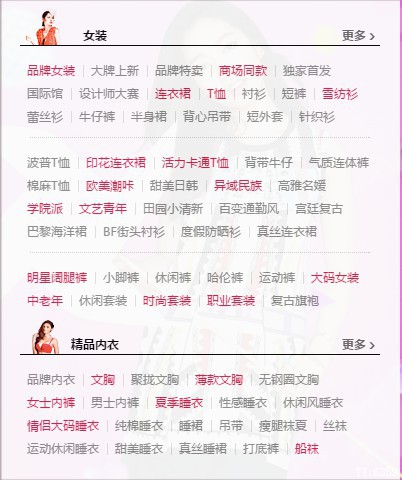 女装 更多 >
品牌女装 | 大牌上新 | 品牌特卖 | 商场同款 | 独家首发
国际馆 | 设计师大赛 | 连衣裙 | T恤 | 衬衫 | 短裤 | 雪纺衫
蕾丝衫 | 牛仔裤 | 半身裙 | 背心吊带 | 短外套 | 针织衫
波普T恤 | 印花连衣裙 | 活力卡通T恤 | 背带牛仔 | 气质连体裤
棉麻T恤 | 欧美潮咔 | 甜美日韩 | 异域民族 | 高雅名媛
学院派 | 文艺青年 | 田园小清新 | 百变通勤风 | 宫廷复古
巴黎海洋裙 | BF街头衬衫 | 度假防晒衫 | 真丝连衣裙
明星阔腿裤 | 小脚裤 | 休闲裤 | 哈伦裤 | 运动裤 | 大码女装
中老年 | 休闲套装 | 时尚套装 | 职业套装 | 复古旗袍
精品内衣 更多 >
品牌内衣 | 文胸 | 聚拢文胸 | 薄款文胸 | 无钢圈文胸
女士内裤 | 男士内裤 | 夏季睡衣 | 性感睡衣 | 休闲风睡衣
情侣大码睡衣 | 纯棉睡衣 | 睡裙 | 吊带 | 瘦腿袜夏 | 丝袜
运动休闲睡衣 | 甜美睡衣 | 真丝睡裙 | 打底裤 | 船袜